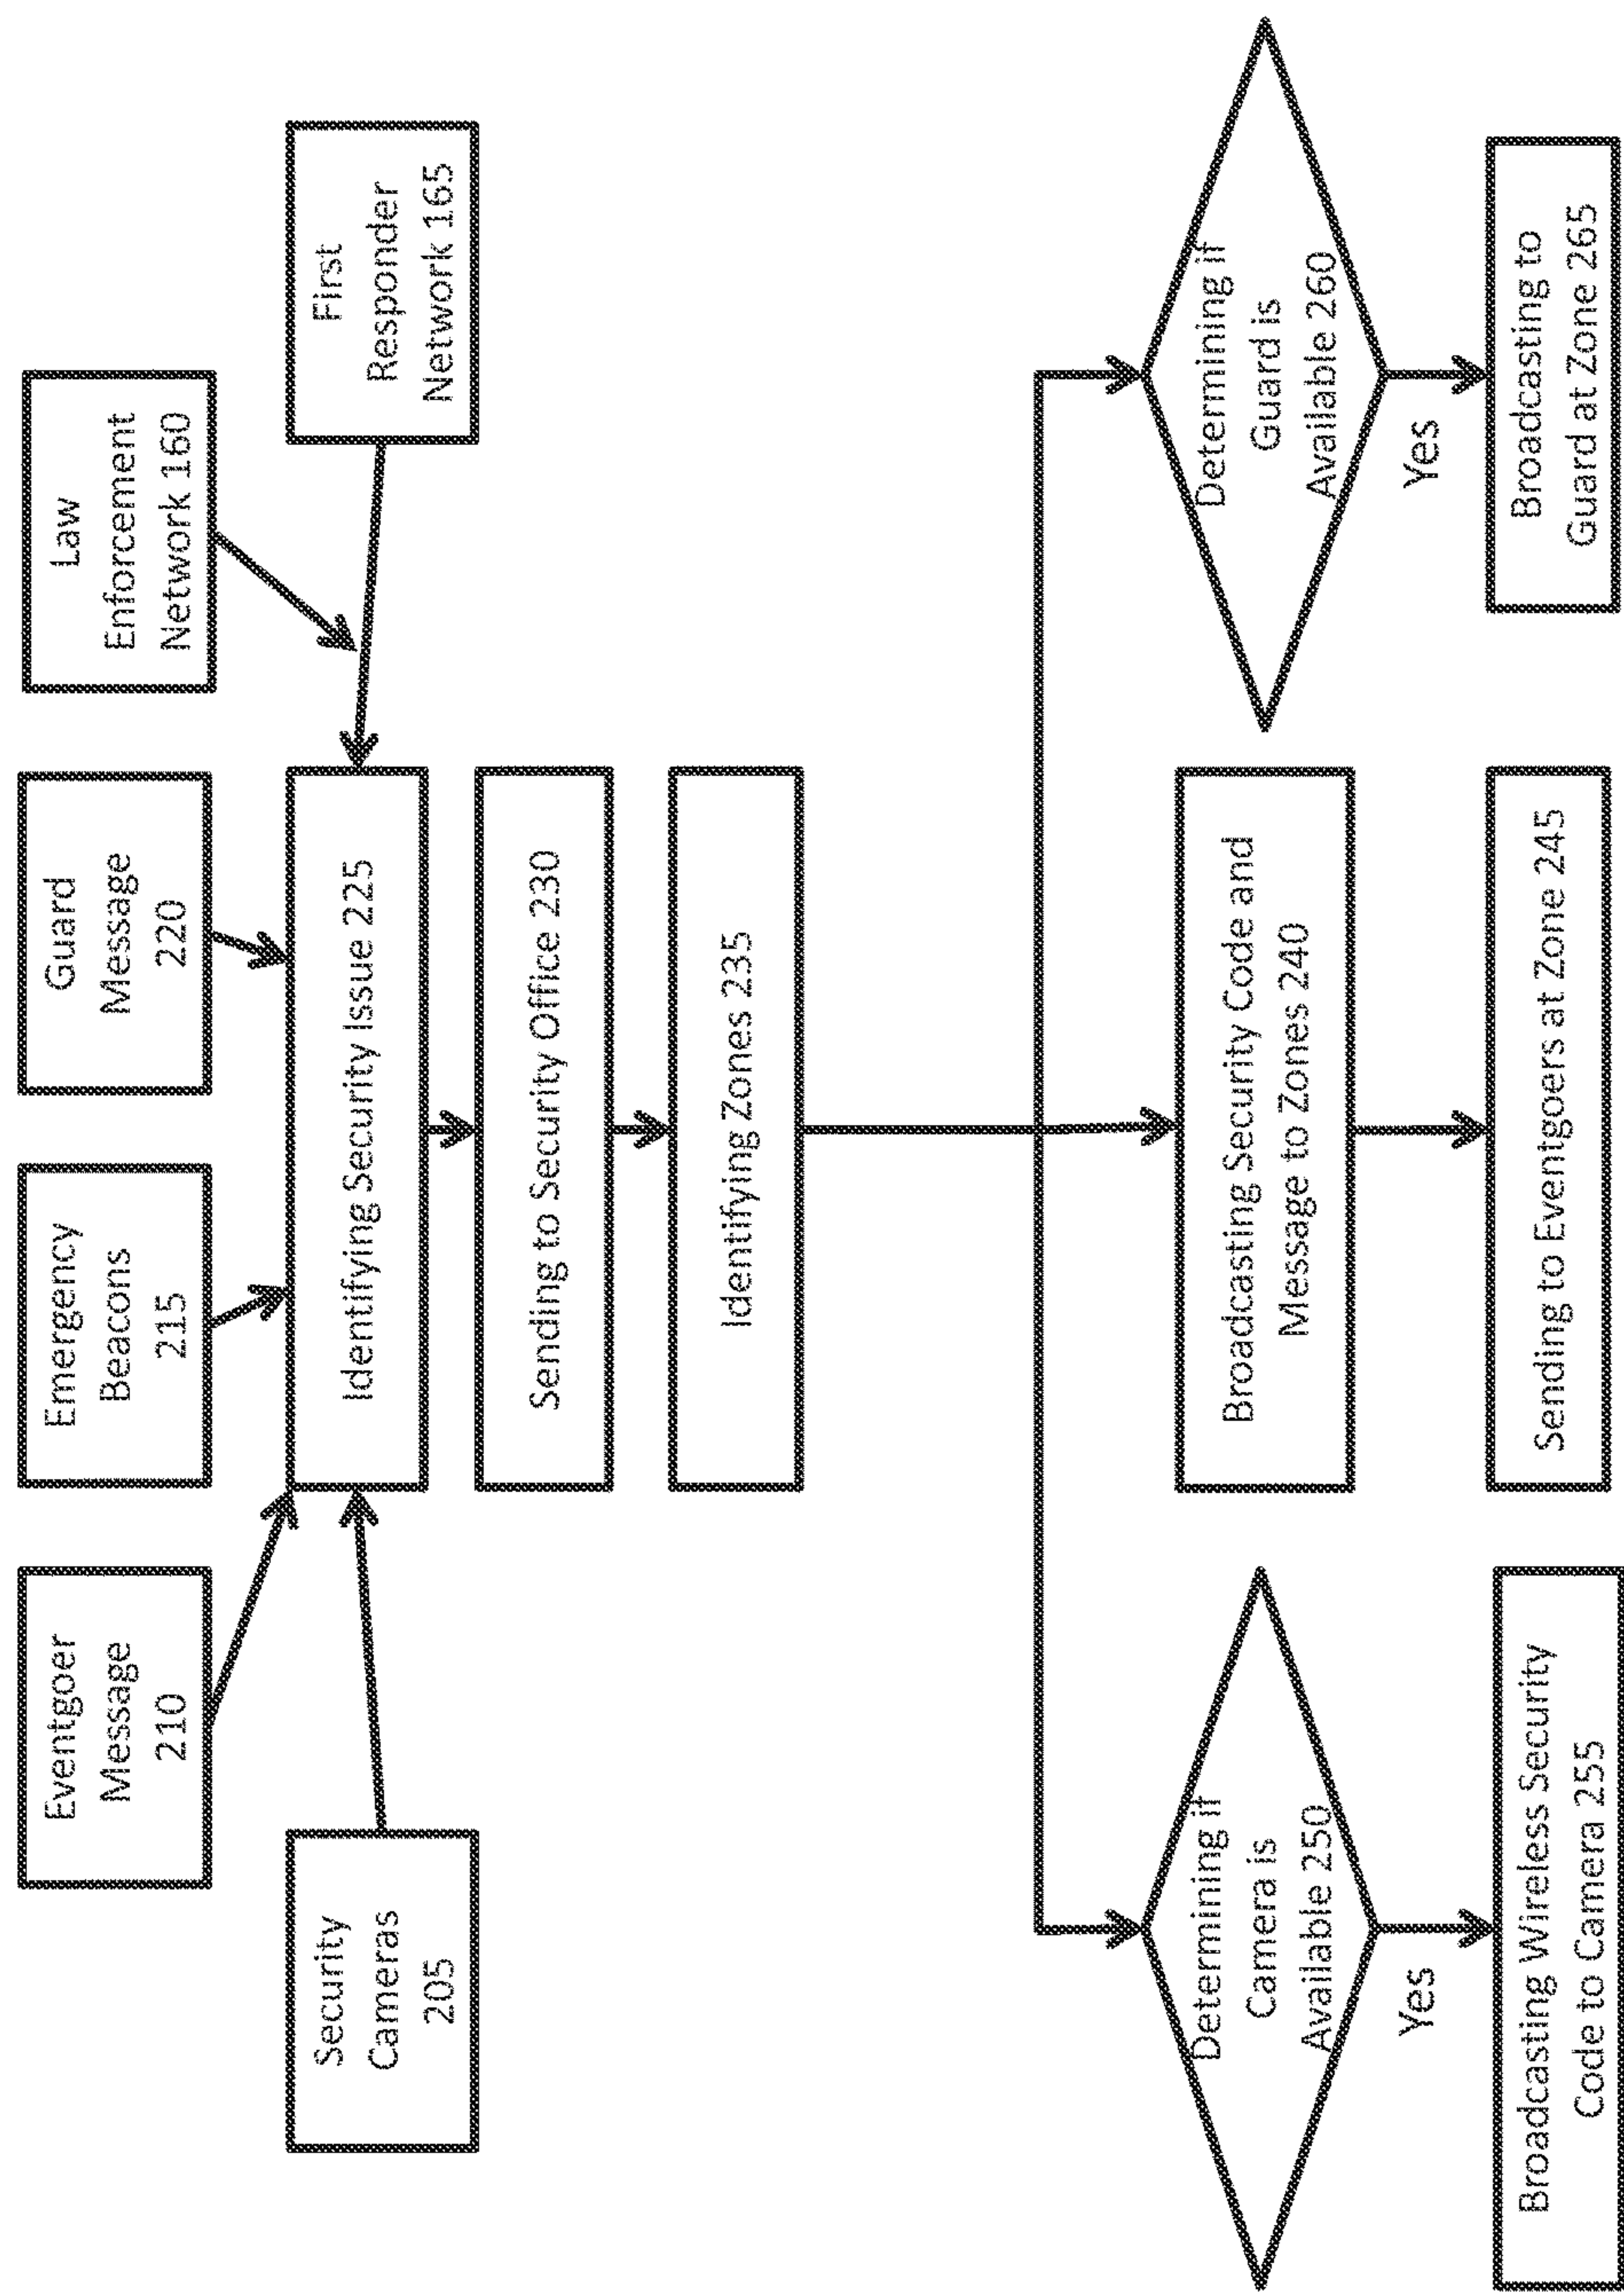 Eventgoer
Message
210
Emergency
Beacons
215
Guard
Message
220
Law
Enforcement
Network 160
Security
Cameras
205
Identifying Security Issue 225
First
Responder
Network 165
Sending to Security Office 230
Identifying Zones 235
Determining if
Camera is
Available 250
Broadcasting Security Code and
Message to Zones 240
Determining if
Guard is
Available 260
Yes
Yes
Broadcasting Wireless Security
Code to Camera 255
Sending to Eventgoers at Zone 245
Broadcasting to
Guard at Zone 265